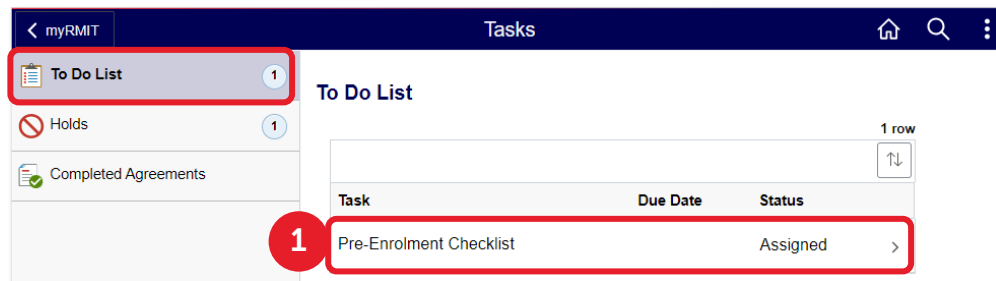 myRMIT
Tasks
To Do List 1
Holds 1
Completed Agreements
To Do List
1 row
Task Due Date Status
1
Pre-Enrolment Checklist Assigned